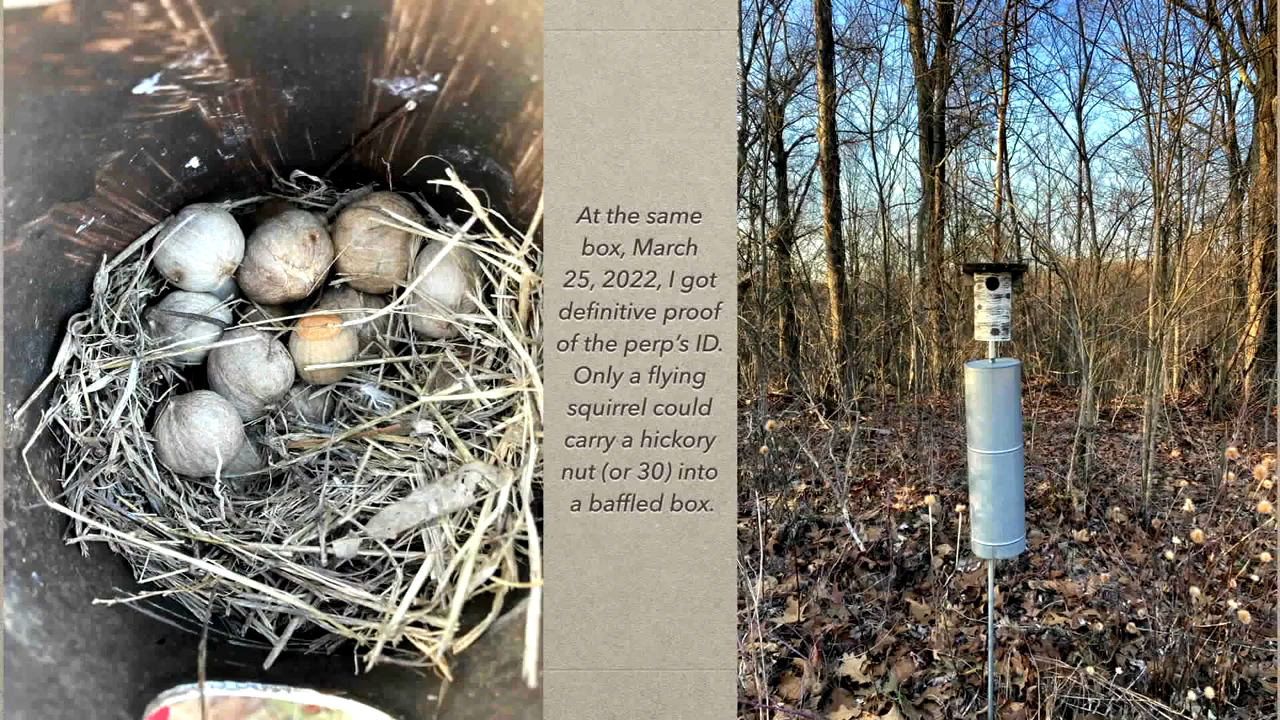 At the same
box, March
25, 2022, I got
definitive proof
of the perp's ID.
Only a flying
squirrel could
carry a hickory
nut (or 30) into
a baffled box.